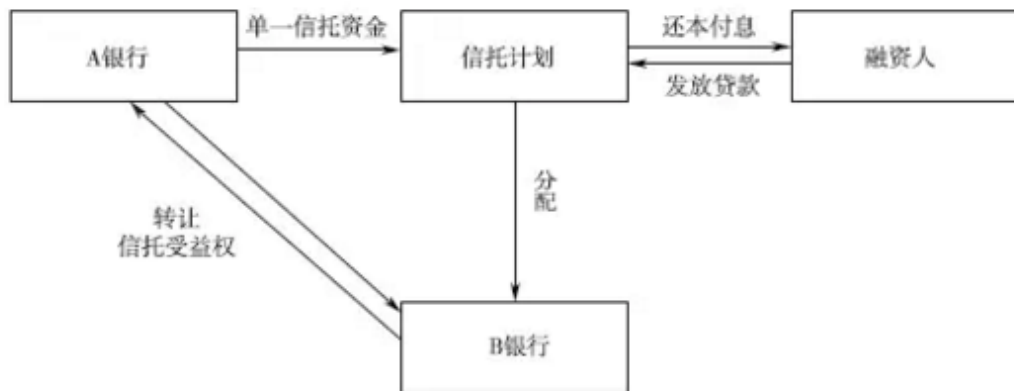 单一信托资金
还本付息
A银行
信托计划
融资人
发放贷款
分配
转让
信托受益权
B银行